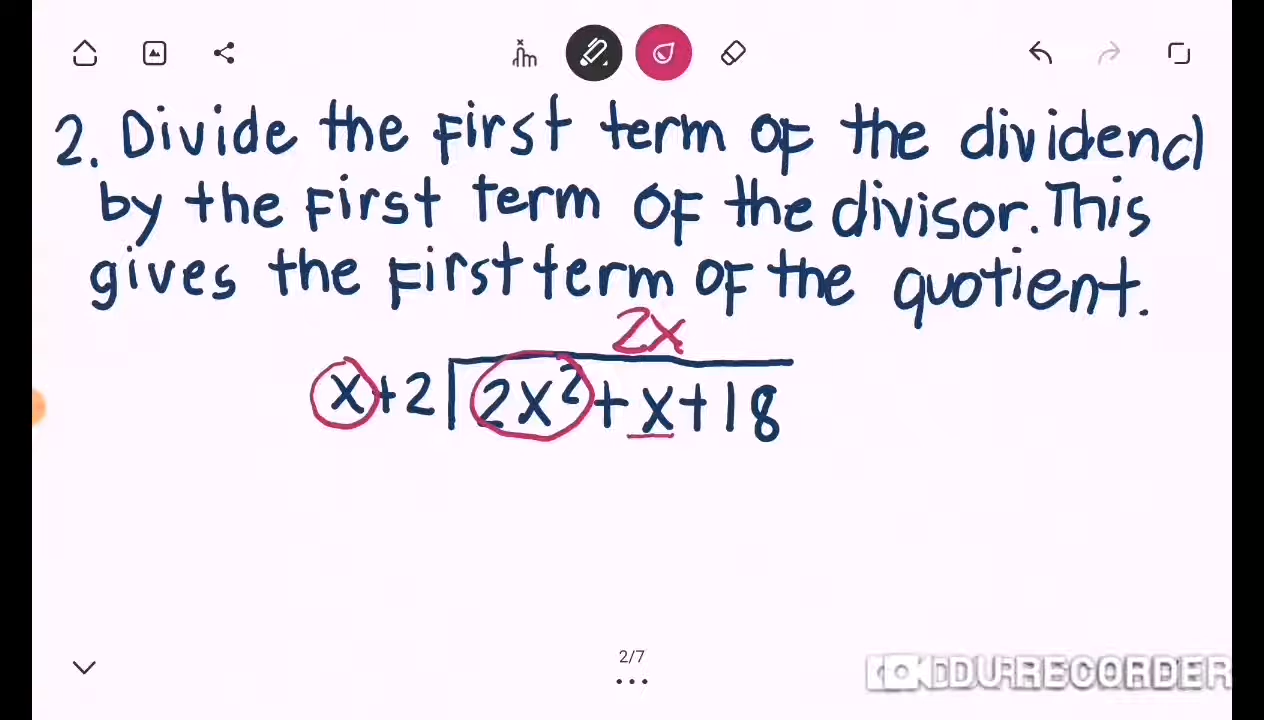 2. Divide the first term of the dividend
by the first term of the divisor. This
gives the first term of the quotient.
2x
x+2 2x²+x+18
2/7
DU RECORDER